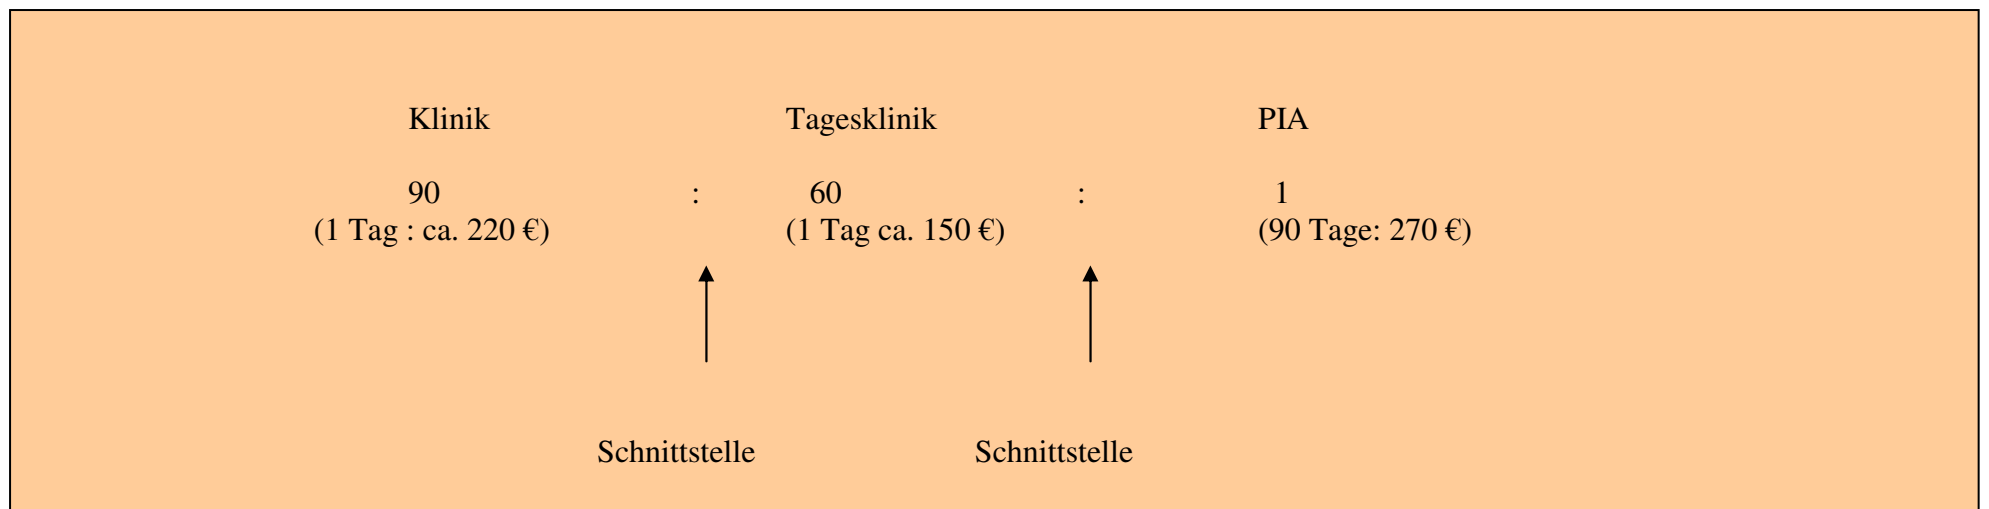 Klinik Tagesklinik PIA
90 : 60 : 1
(1 Tag : ca. 220 €) (1 Tag ca. 150 €) (90 Tage: 270 €)
Schnittstelle Schnittstelle